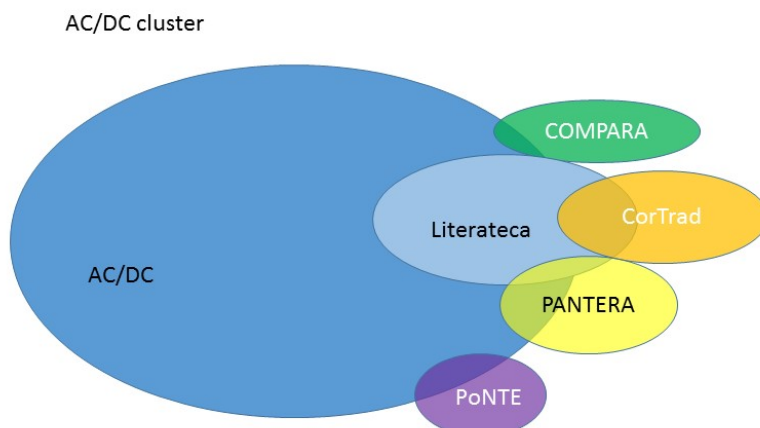 AC/DC cluster
COMPARA
CorTrad
Literateca
AC/DC
PANTERA
PoNTE